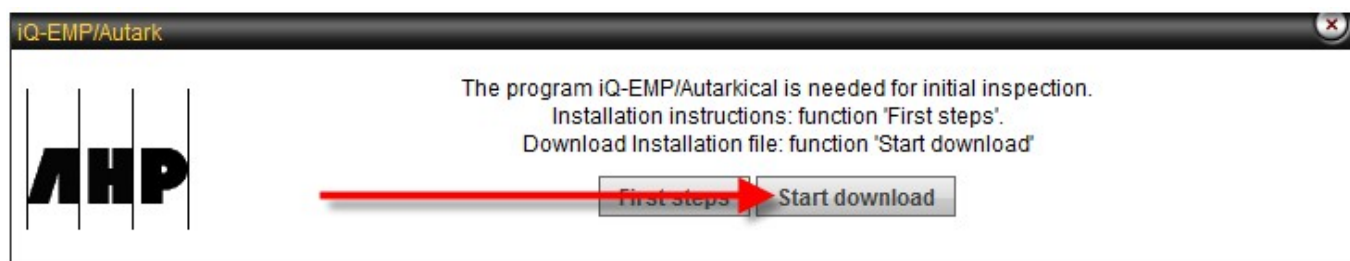 iQ-EMP/Autark
The program iQ-EMP/Autarkical is needed for initial inspection.
Installation instructions: function 'First steps'.
Download Installation file: function 'Start download'
AHP
First steps Start download